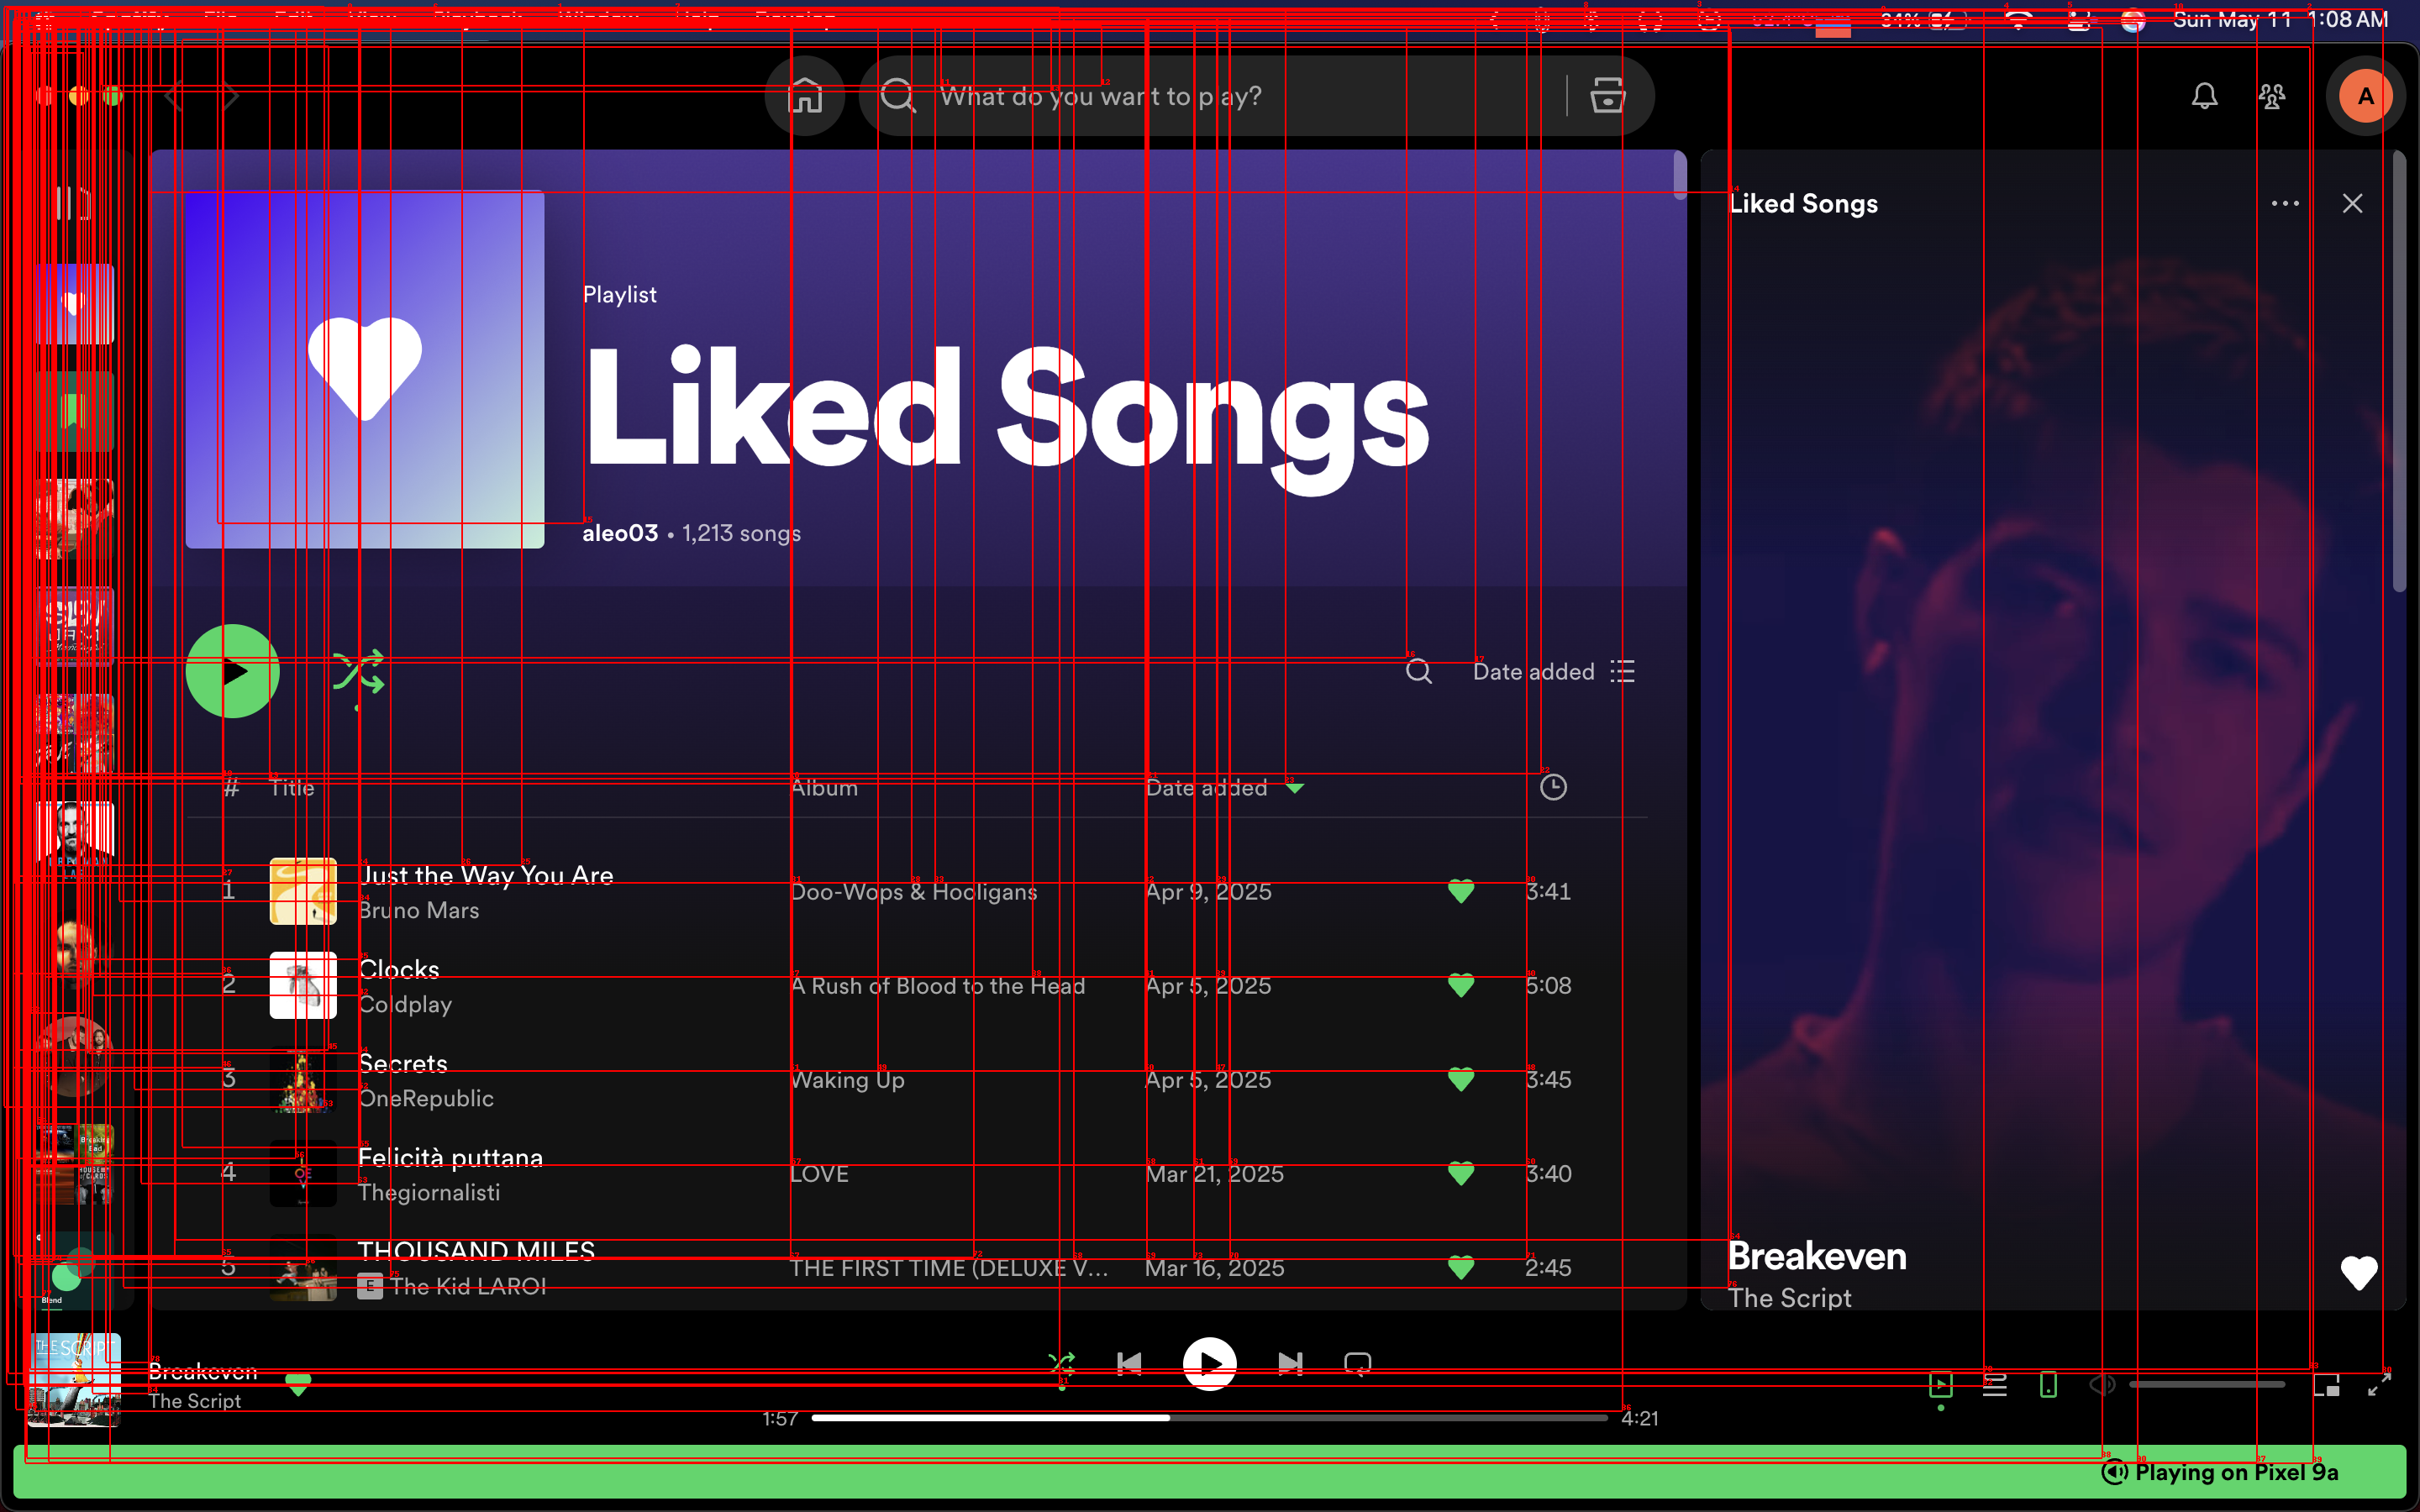 Sun May 11 1:08 AM
What do you want to play?
A
Playlist
Liked Songs
aleo03 • 1,213 songs
Date added
# Title Album Date added
1 Just the Way You Are Doo-Wops & Hooligans Apr 9, 2025 3:41
Bruno Mars
2 Clocks A Rush of Blood to the Head Apr 5, 2025 5:08
Coldplay
3 Secrets Waking Up Apr 5, 2025 3:45
OneRepublic
4 Felicità puttana LOVE Mar 21, 2025 3:40
Thegiornalisti
5 THOUSAND MILES THE FIRST TIME (DELUXE V... Mar 16, 2025 2:45
E The Kid LAROI
Liked Songs
Breakeven
The Script
Blend
THE SCRIPT
Breakeven
The Script
1:57 4:21
Playing on Pixel 9a